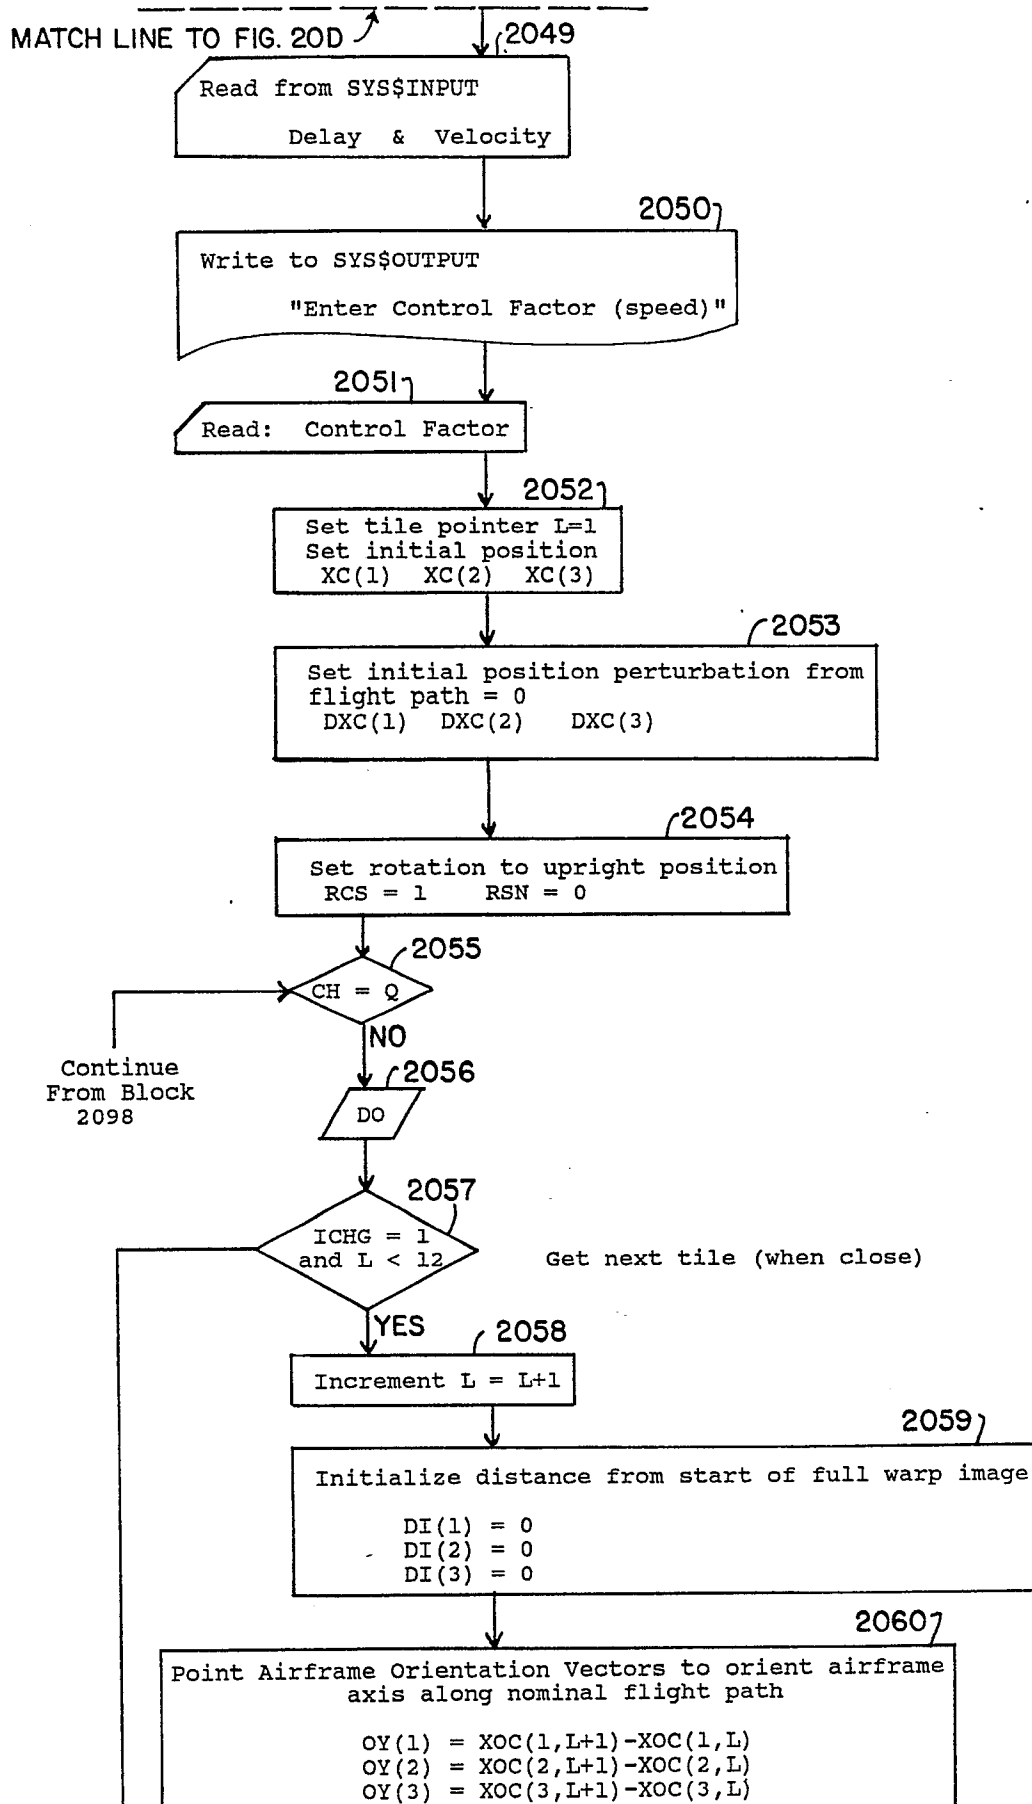 MATCH LINE TO FIG. 20D
2049
Read from SYS$INPUT
Delay & Velocity
2050
Write to SYS$OUTPUT
"Enter Control Factor (speed)"
2051
Read: Control Factor
2052
Set tile pointer L=1
Set initial position
XC(1) XC(2) XC(3)
2053
Set initial position perturbation from
flight path = 0
DXC(1) DXC(2) DXC(3)
2054
Set rotation to upright position
RCS = 1 RSN = 0
2055
CH = Q
NO
Continue
From Block
2098
2056
DO
2057
ICHG = 1
and L < 12
Get next tile (when close)
YES
2058
Increment L = L+1
2059
Initialize distance from start of full warp image
DI(1) = 0
DI(2) = 0
DI(3) = 0
2060
Point Airframe Orientation Vectors to orient airframe
axis along nominal flight path
OY(1) = XOC(1,L+1)-XOC(1,L)
OY(2) = XOC(2,L+1)-XOC(2,L)
OY(3) = XOC(3,L+1)-XOC(3,L)